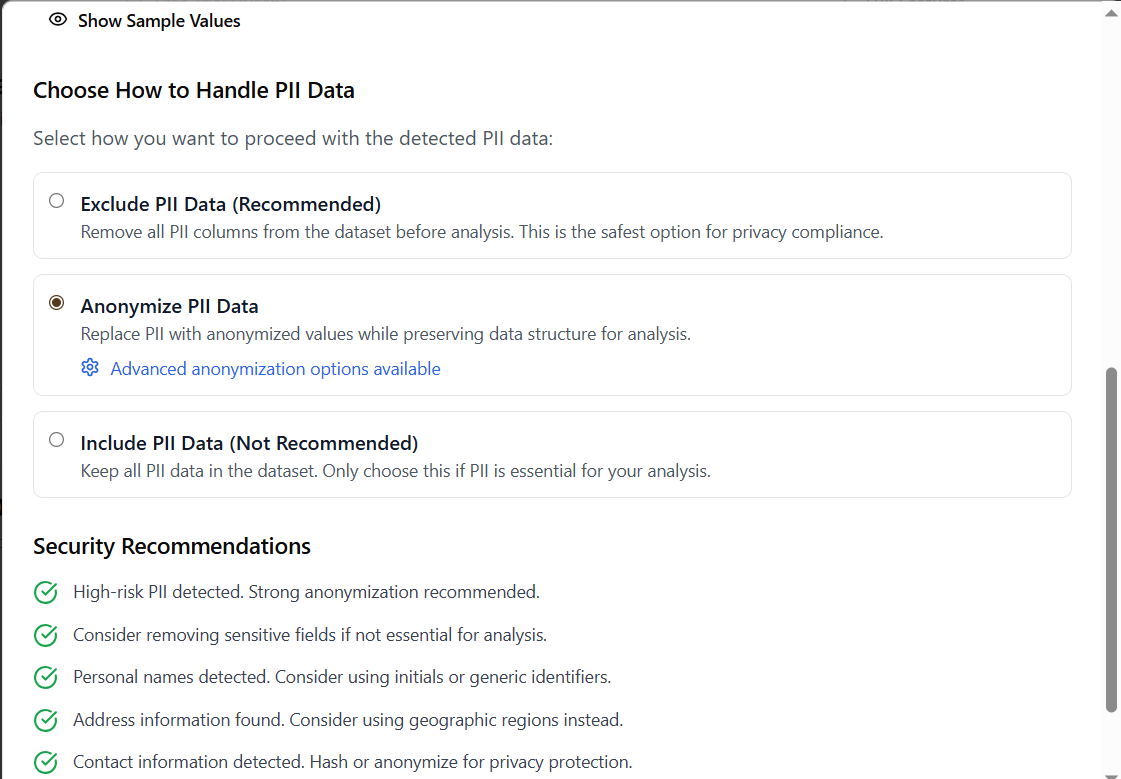 Show Sample Values
Choose How to Handle PII Data
Select how you want to proceed with the detected PII data:
Exclude PII Data (Recommended)
Remove all PII columns from the dataset before analysis. This is the safest option for privacy compliance.
Anonymize PII Data
Replace PII with anonymized values while preserving data structure for analysis.
Advanced anonymization options available
Include PII Data (Not Recommended)
Keep all PII data in the dataset. Only choose this if PII is essential for your analysis.
Security Recommendations
High-risk PII detected. Strong anonymization recommended.
Consider removing sensitive fields if not essential for analysis.
Personal names detected. Consider using initials or generic identifiers.
Address information found. Consider using geographic regions instead.
Contact information detected. Hash or anonymize for privacy protection.